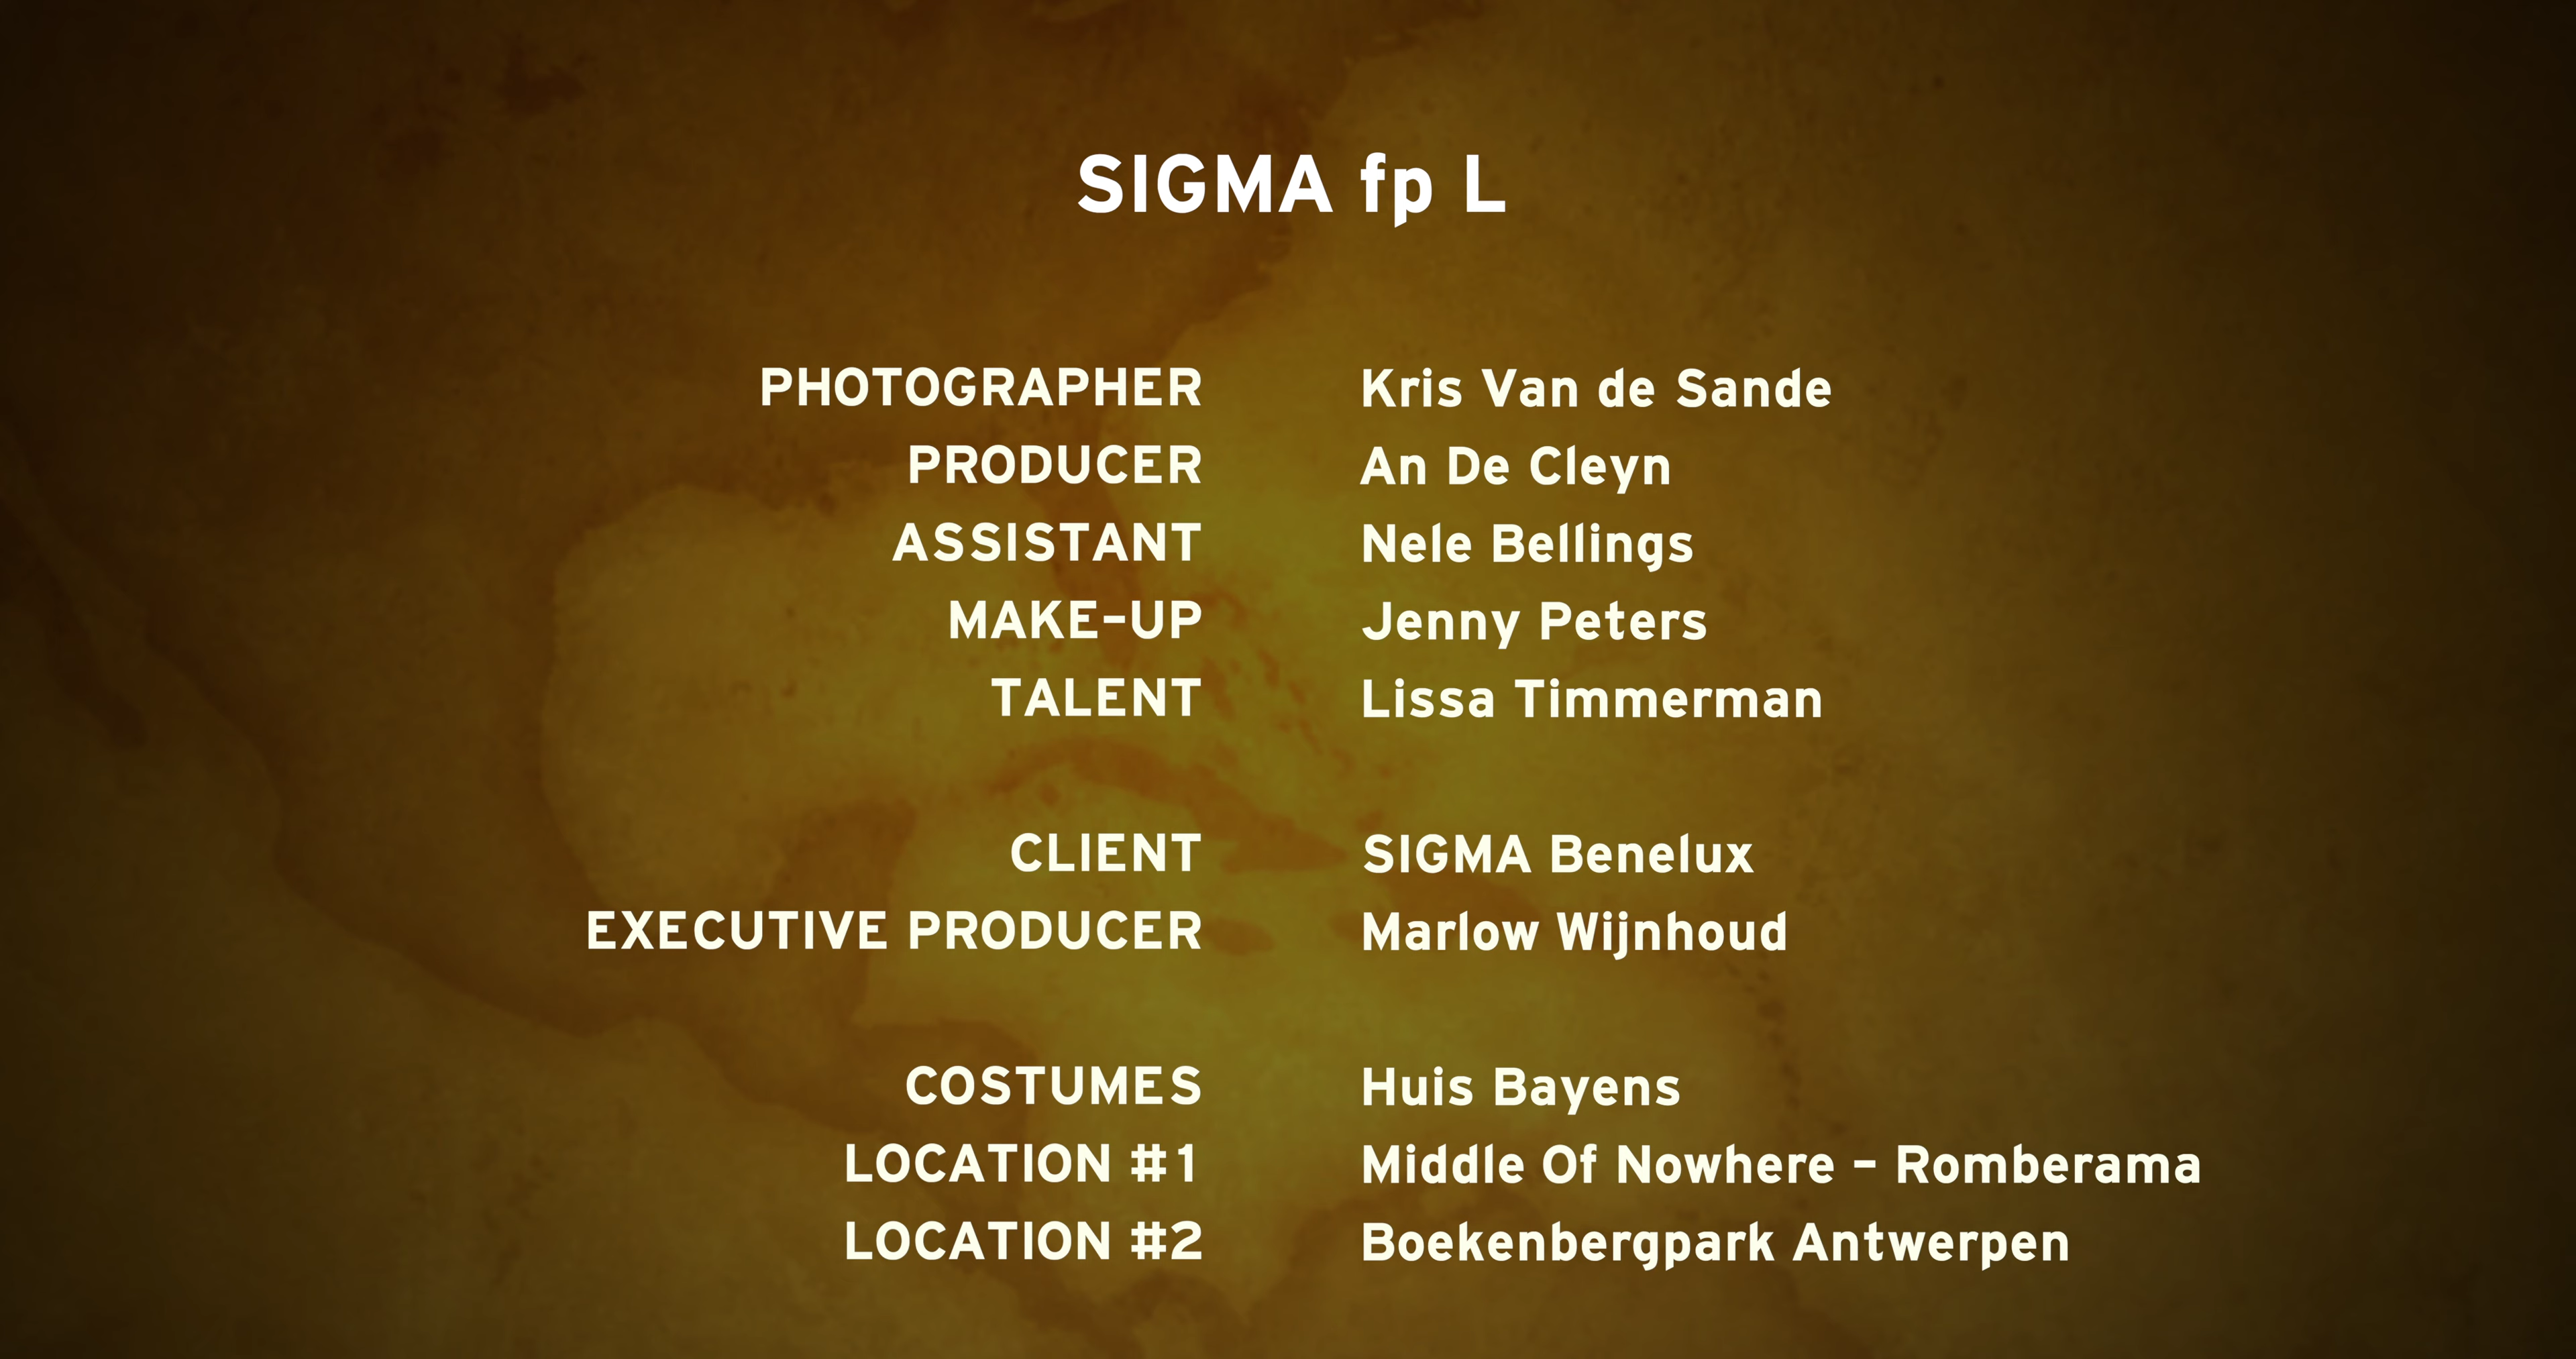 SIGMA fp L
PHOTOGRAPHER Kris Van de Sande
PRODUCER An De Cleyn
ASSISTANT Nele Bellings
MAKE-UP Jenny Peters
TALENT Lissa Timmerman
CLIENT SIGMA Benelux
EXECUTIVE PRODUCER Marlow Wijnhoud
COSTUMES Huis Bayens
LOCATION #1 Middle Of Nowhere - Romberama
LOCATION #2 Boekenbergpark Antwerpen